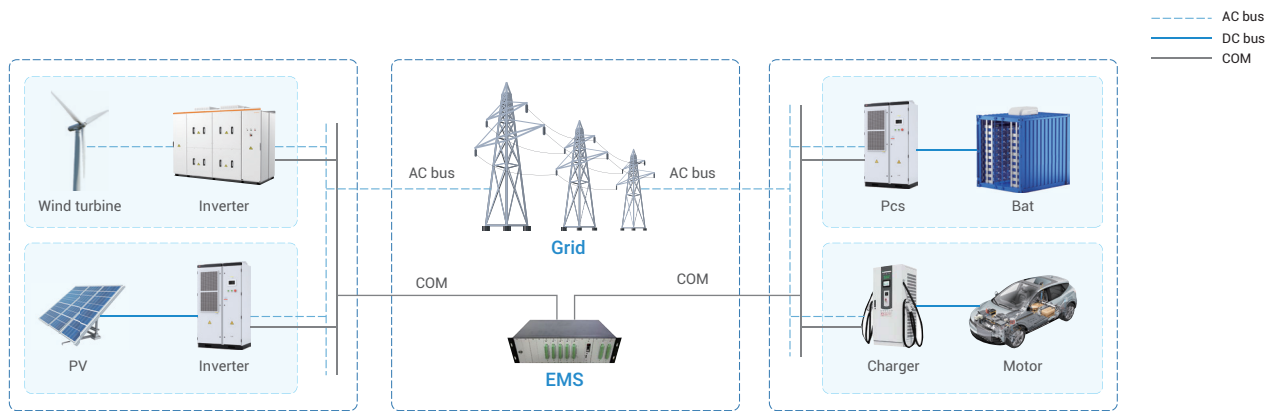 AC bus
DC bus
COM
Wind turbine
Inverter
AC bus
AC bus
Grid
Pcs
Bat
PV
Inverter
COM
COM
EMS
Charger
Motor